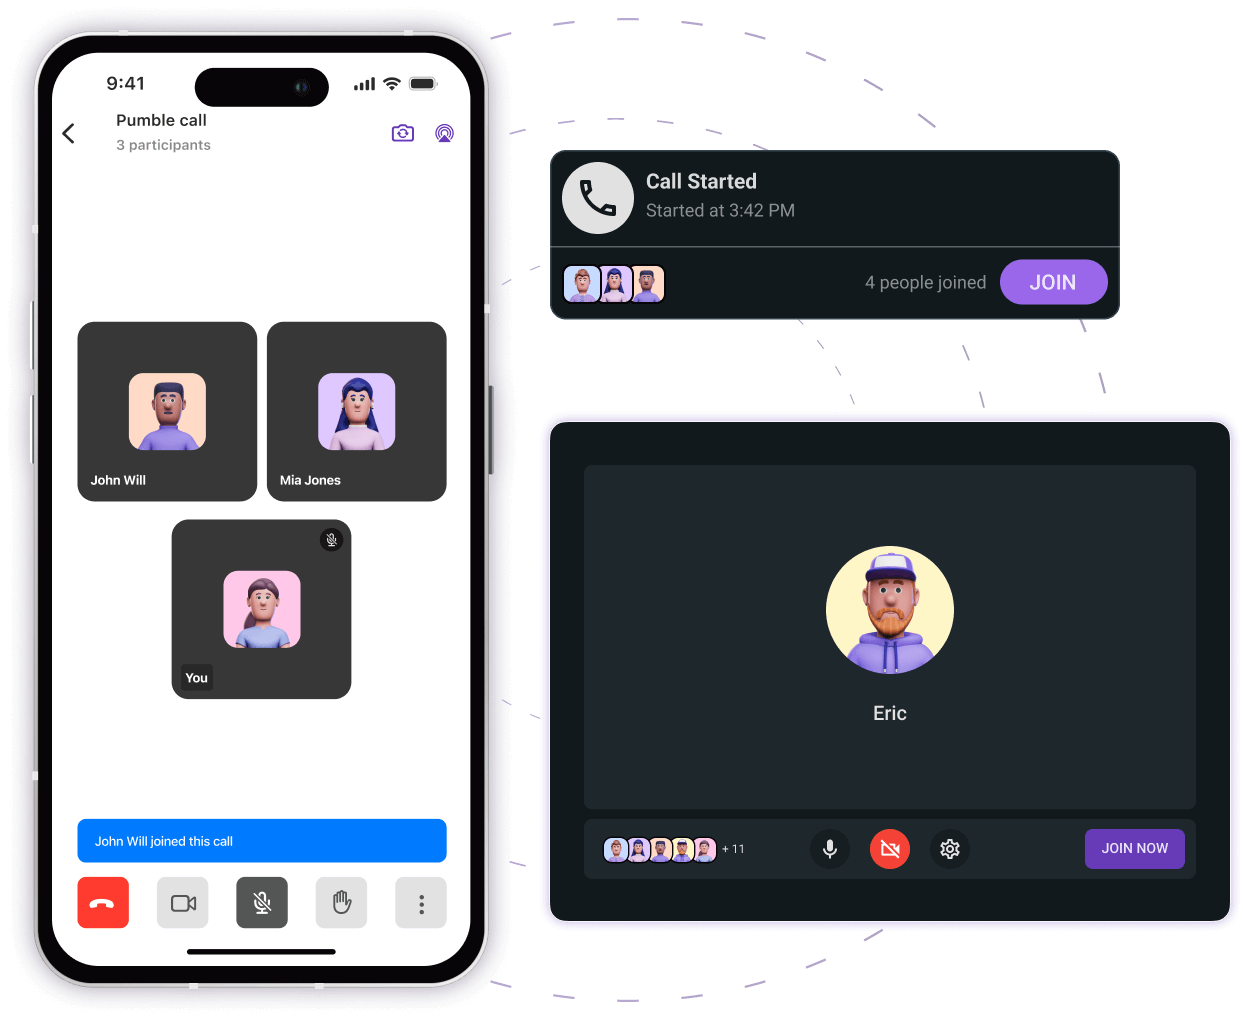 9:41
Pumble call
3 participants
John Will
Mia Jones
You
John Will joined this call
Call Started
Started at 3:42 PM
4 people joined
JOIN
Eric
+ 11
JOIN NOW